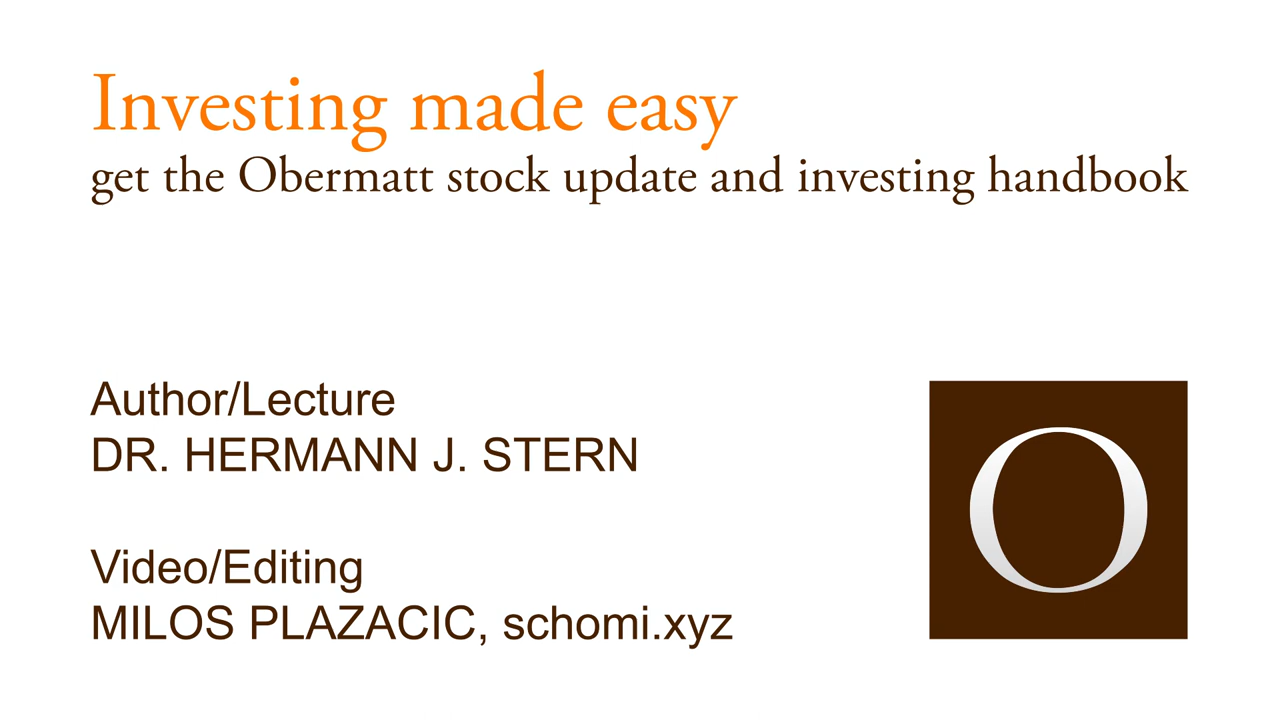 Investing made easy
get the Obermatt stock update and investing handbook
Author/Lecture
DR. HERMANN J. STERN
Video/Editing
MILOS PLAZACIC, schomi.xyz
O